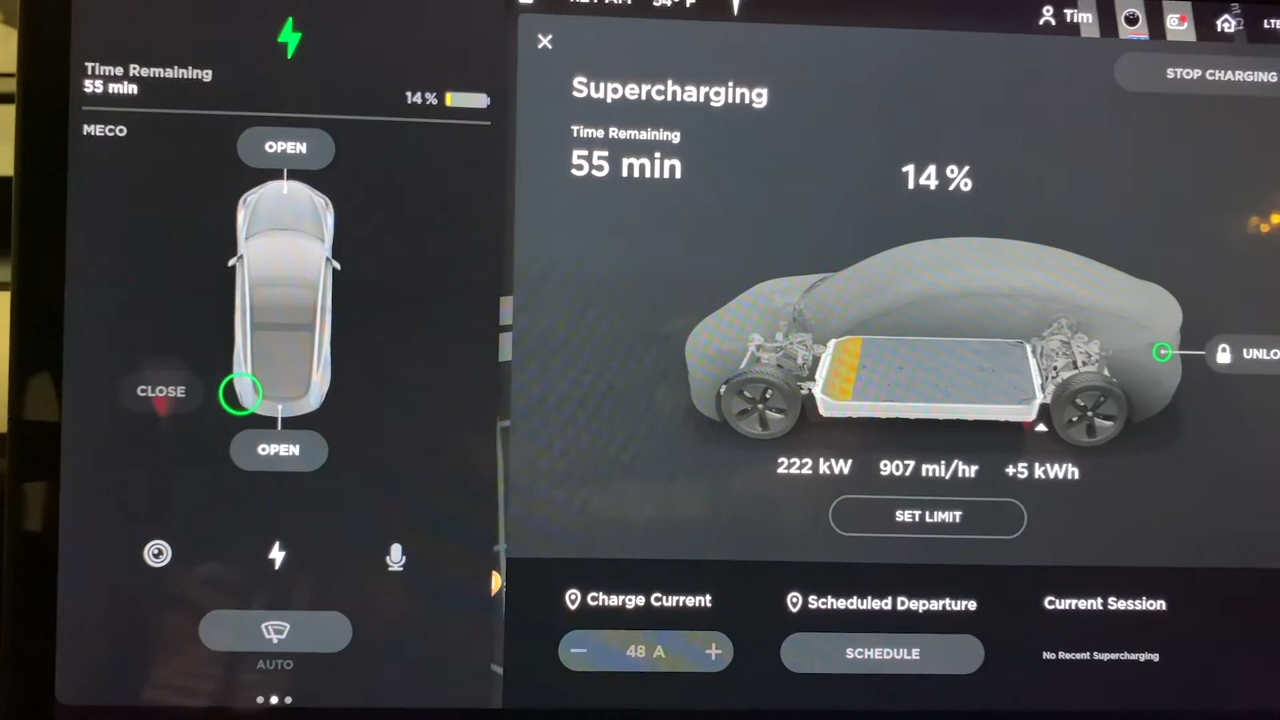 Tim
LTE
Time Remaining
55 min
14%
MECO
OPEN
CLOSE
OPEN
AUTO
Supercharging
STOP CHARGING
Time Remaining
55 min
14%
222 kW 907 mi/hr +5 kWh
SET LIMIT
Charge Current
48 A
Scheduled Departure
SCHEDULE
Current Session
No Recent Supercharging